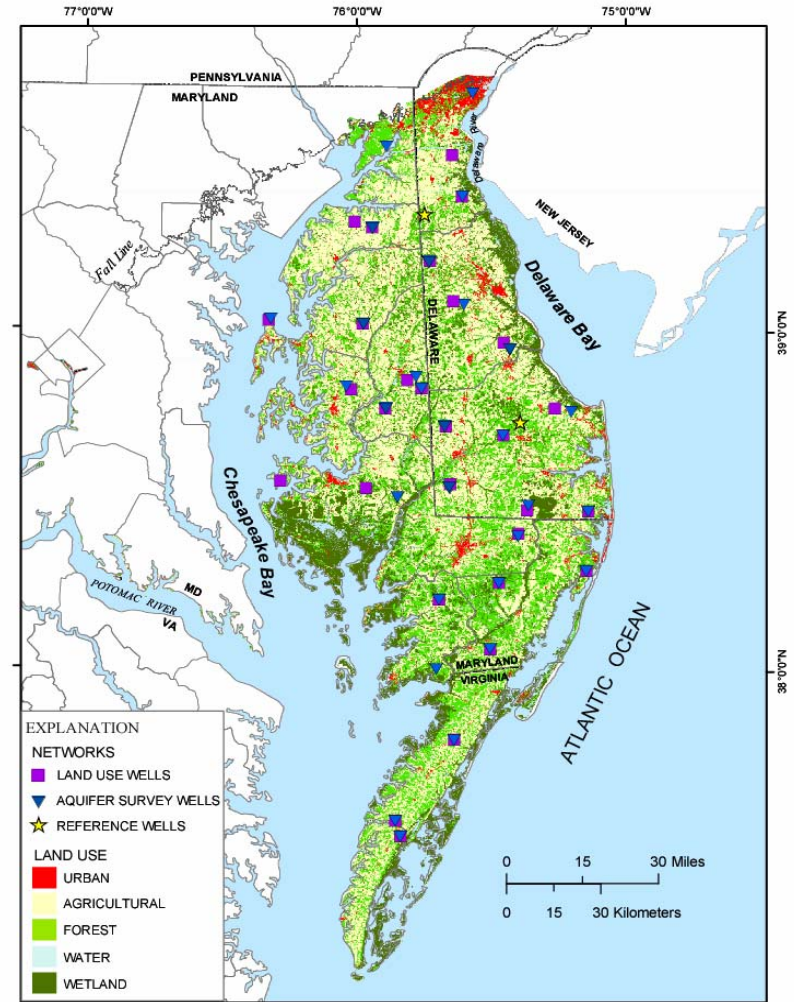 77°0'0"W
76°0'0"W
75°0'0"W
PENNSYLVANIA
MARYLAND
Delaware River
NEW JERSEY
Fall Line
Delaware Bay
DELAWARE
39°0'0"N
Chesapeake Bay
POTOMAC RIVER
MD
VA
MARYLAND
VIRGINIA
38°0'0"N
ATLANTIC OCEAN
EXPLANATION
NETWORKS
LAND USE WELLS
AQUIFER SURVEY WELLS
REFERENCE WELLS
LAND USE
URBAN
AGRICULTURAL
FOREST
WATER
WETLAND
0 15 30 Miles
0 15 30 Kilometers